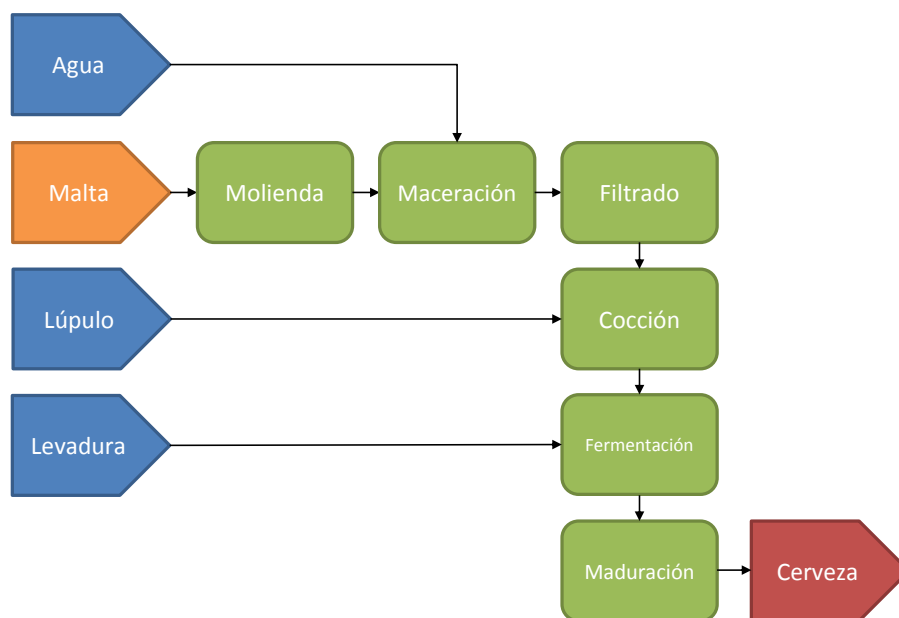 Agua
Malta
Molienda
Maceración
Filtrado
Lúpulo
Cocción
Levadura
Fermentación
Maduración
Cerveza